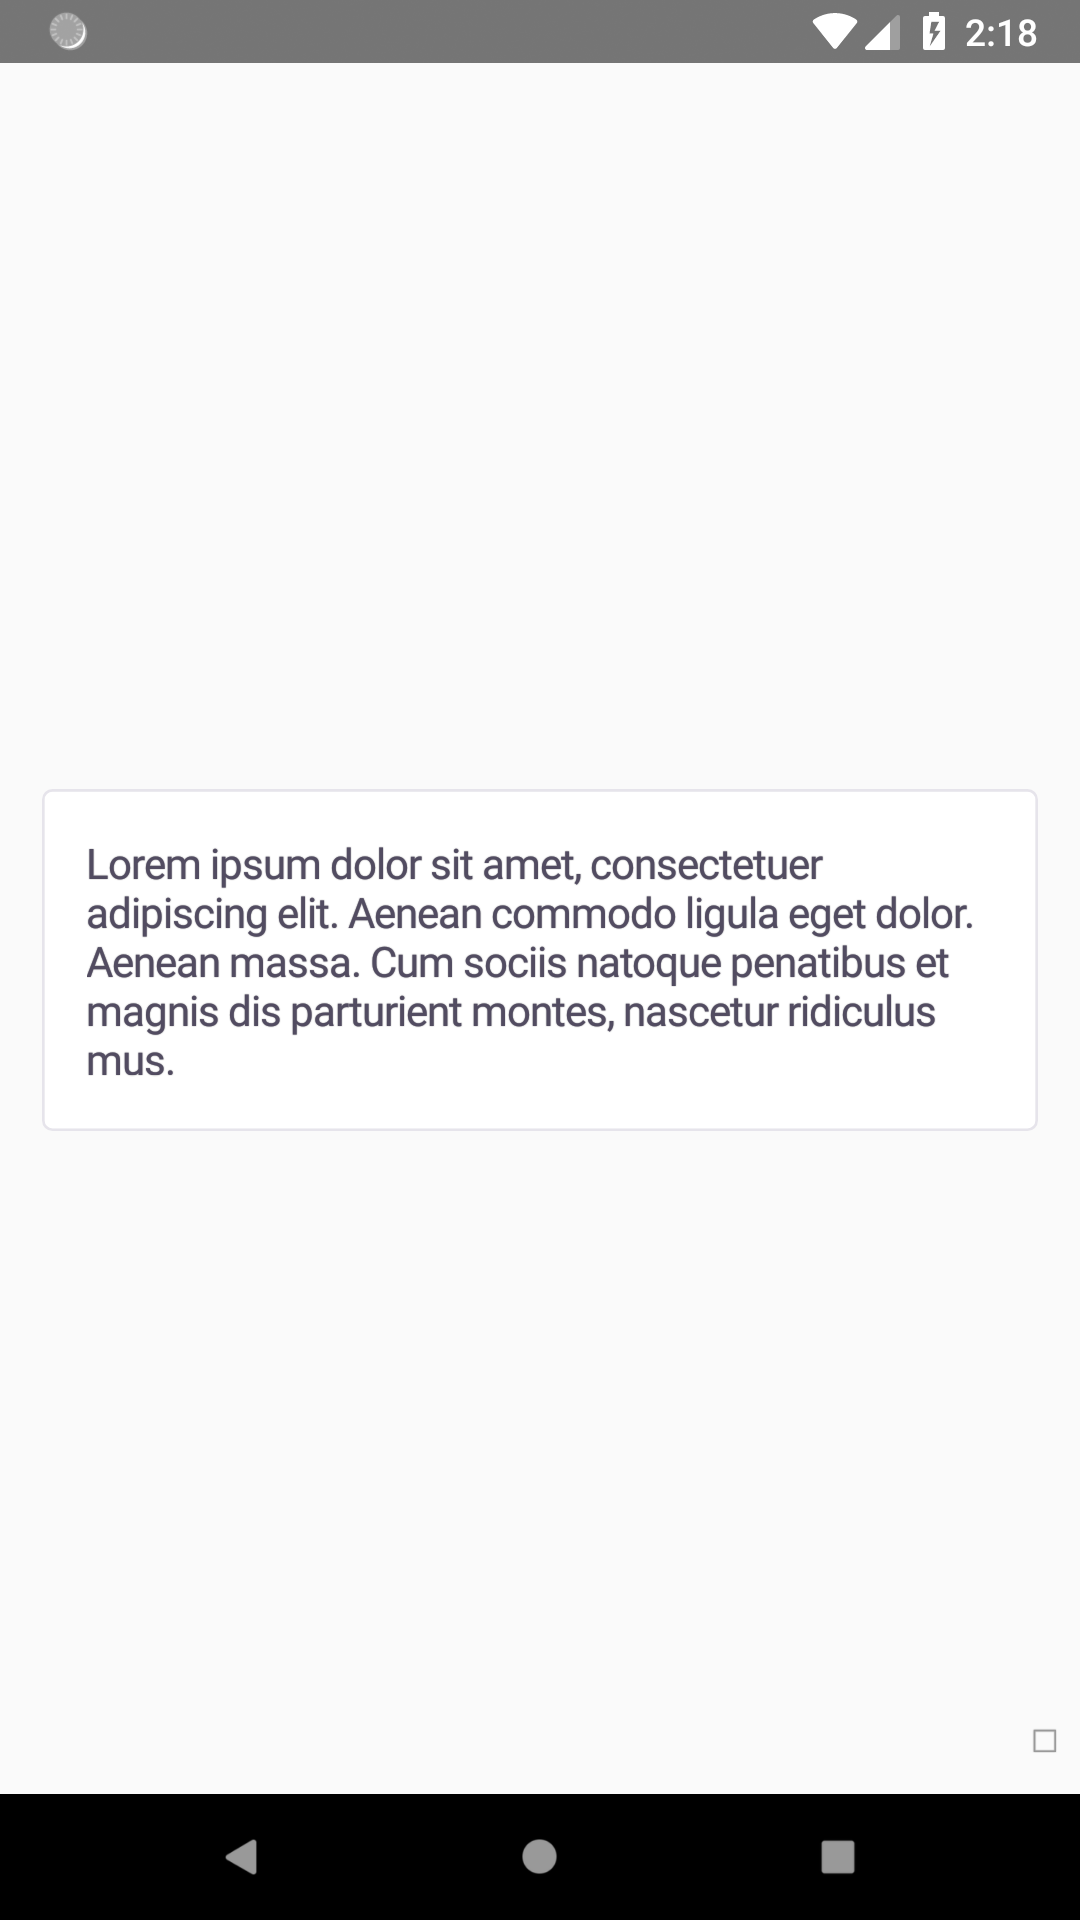 2:18
Lorem ipsum dolor sit amet, consectetuer
adipiscing elit. Aenean commodo ligula eget dolor.
Aenean massa. Cum sociis natoque penatibus et
magnis dis parturient montes, nascetur ridiculus
mus.